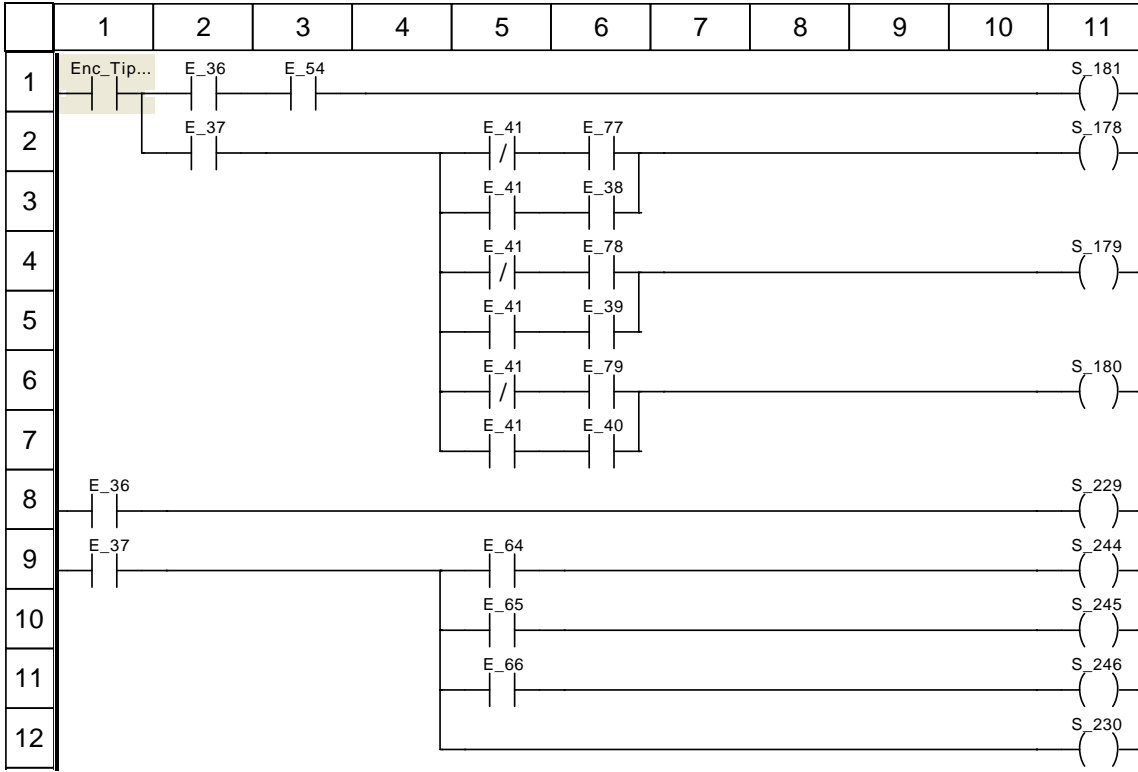 1 2 3 4 5 6 7 8 9 10 11
Enc_Tip... E_36 E_54 S_181
1
E_37 E_41 E_77 S_178
2
E_41 E_38
3
E_41 E_78 S_179
4
E_41 E_39
5
E_41 E_79 S_180
6
E_41 E_40
7
E_36 S_229
8
E_37 E_64 S_244
9
E_65 S_245
10
E_66 S_246
11
S_230
12